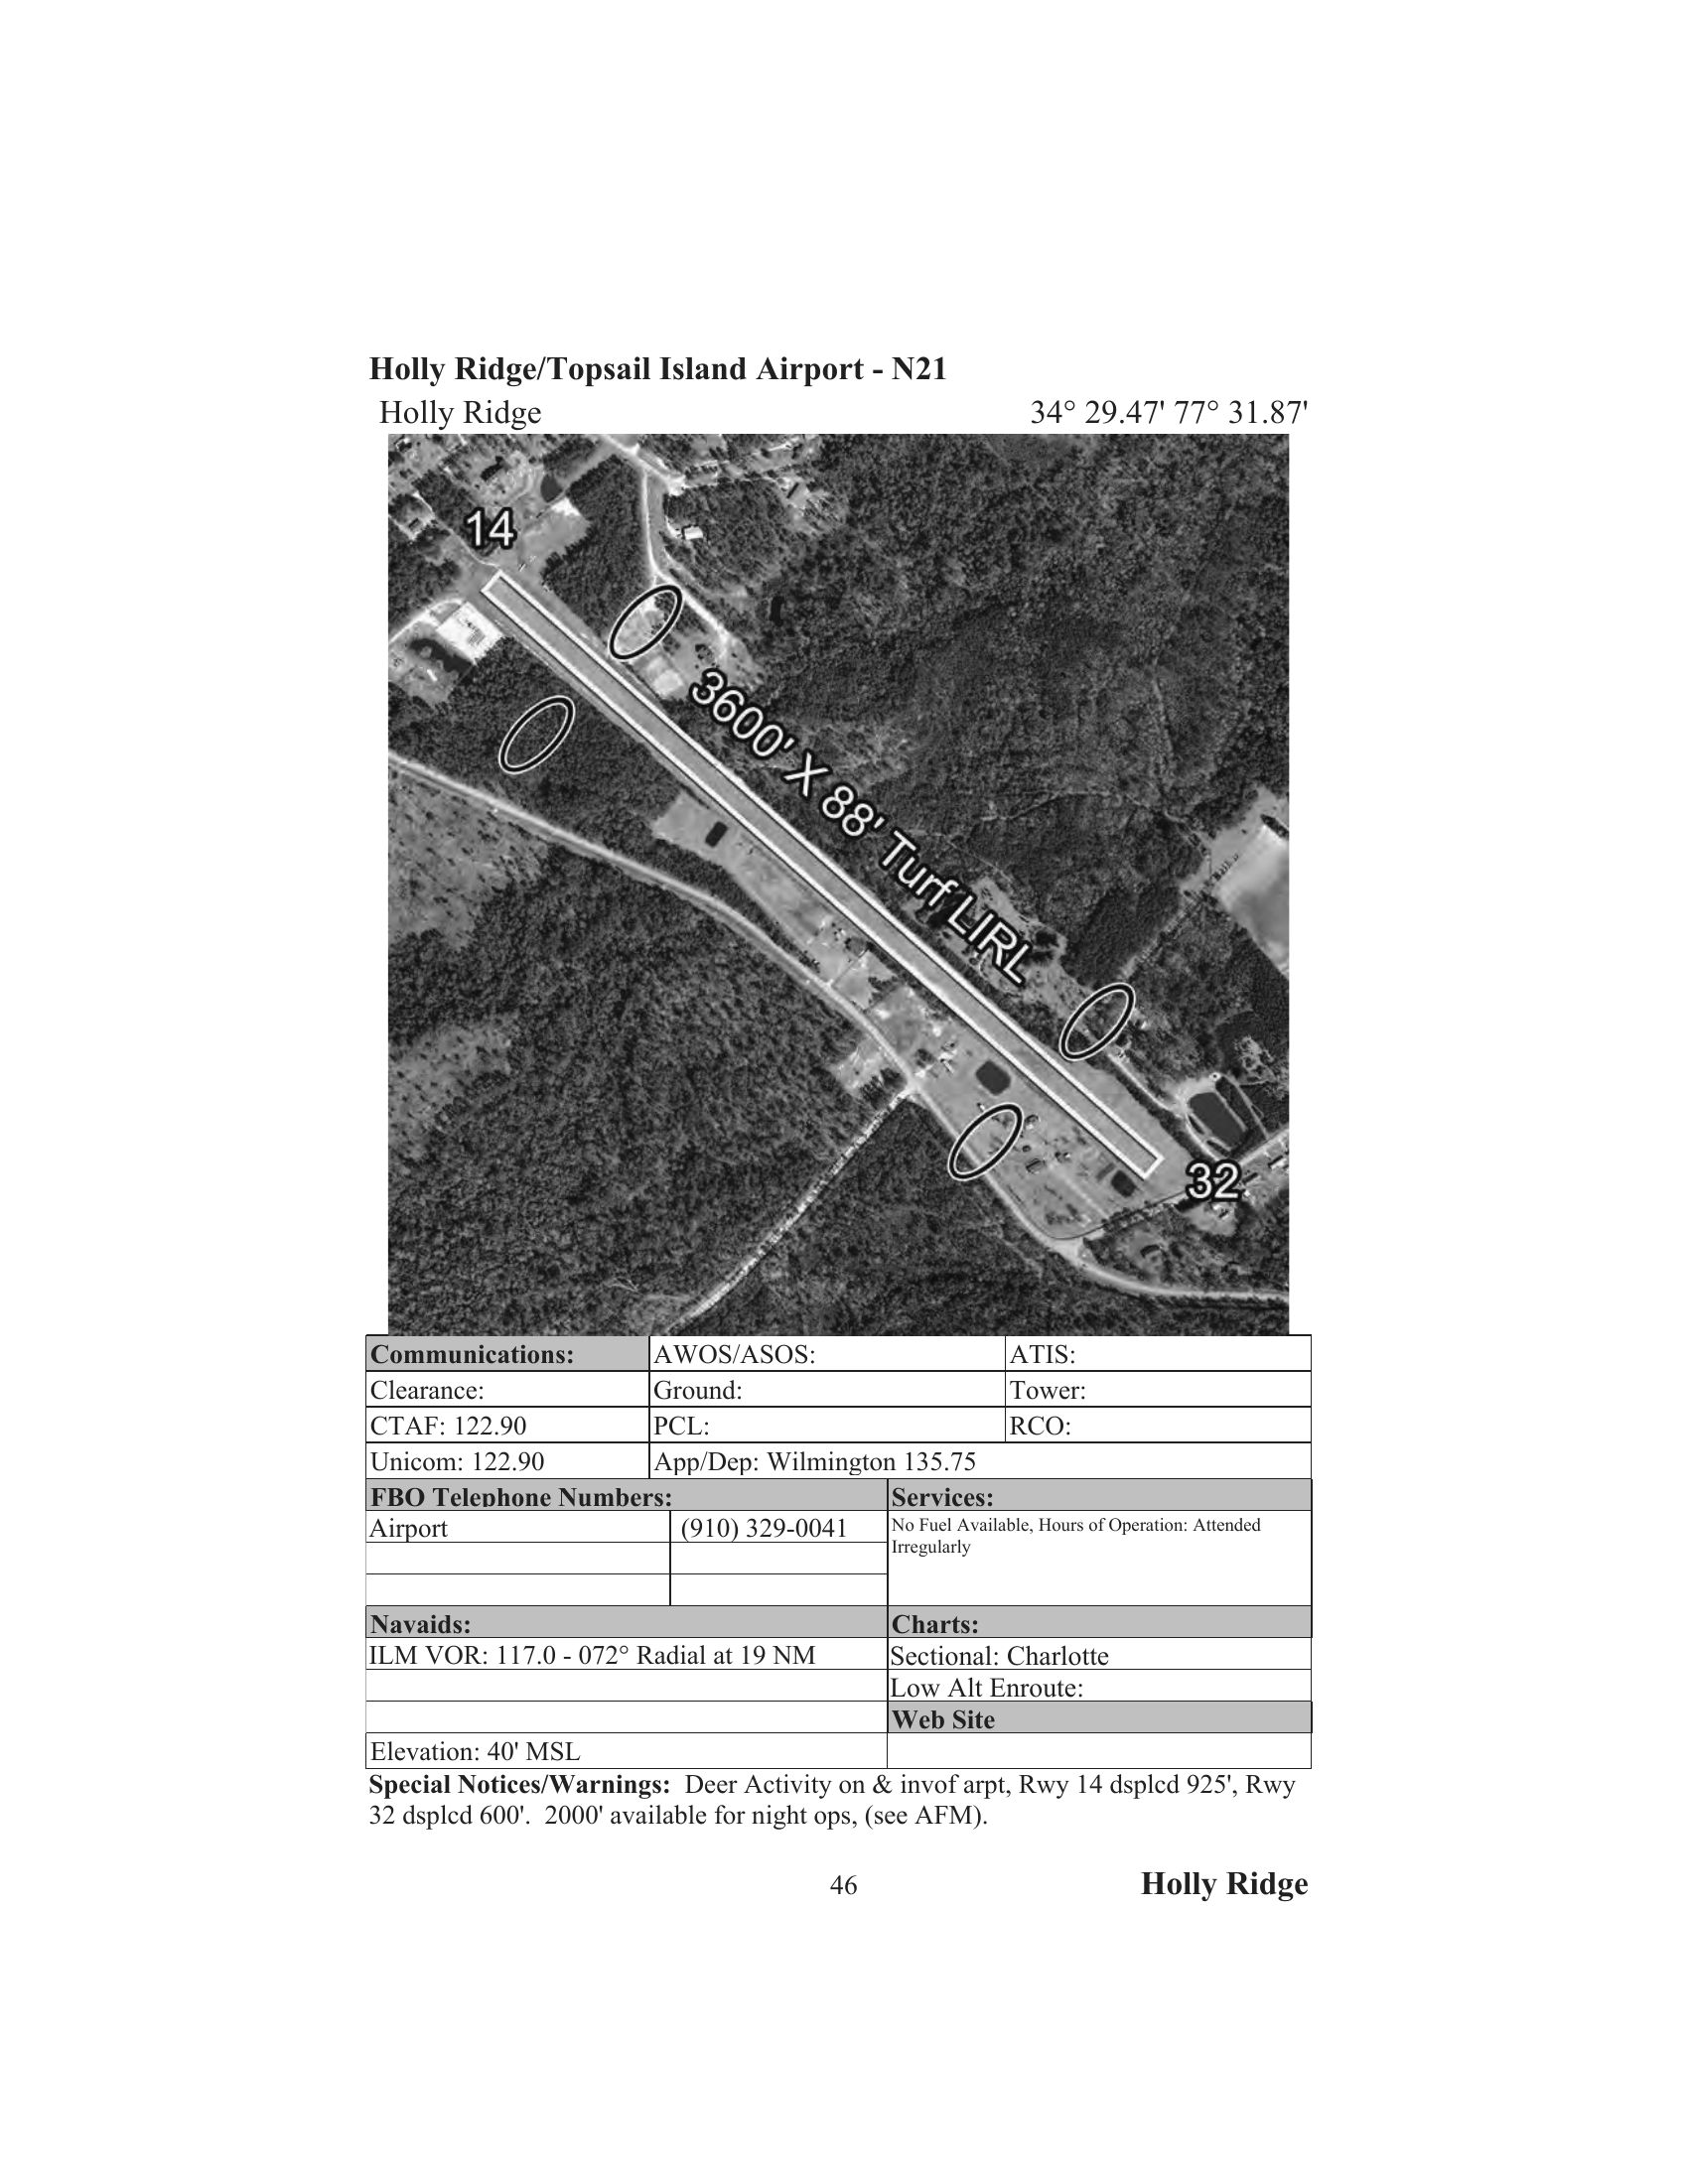 Holly Ridge/Topsail Island Airport - N21
Holly Ridge 34° 29.47' 77° 31.87'
14
3600' X 88' Turf LIRL
32
Communications: AWOS/ASOS: ATIS:
Clearance: Ground: Tower:
CTAF: 122.90 PCL: RCO:
Unicom: 122.90 App/Dep: Wilmington 135.75
FBO Telephone Numbers: Services:
Airport (910) 329-0041 No Fuel Available, Hours of Operation: Attended
Irregularly
Navaids: Charts:
ILM VOR: 117.0 - 072° Radial at 19 NM Sectional: Charlotte
Low Alt Enroute:
Web Site
Elevation: 40' MSL
Special Notices/Warnings: Deer Activity on & invof arpt, Rwy 14 dsplcd 925', Rwy
32 dsplcd 600'. 2000' available for night ops, (see AFM).
46 Holly Ridge